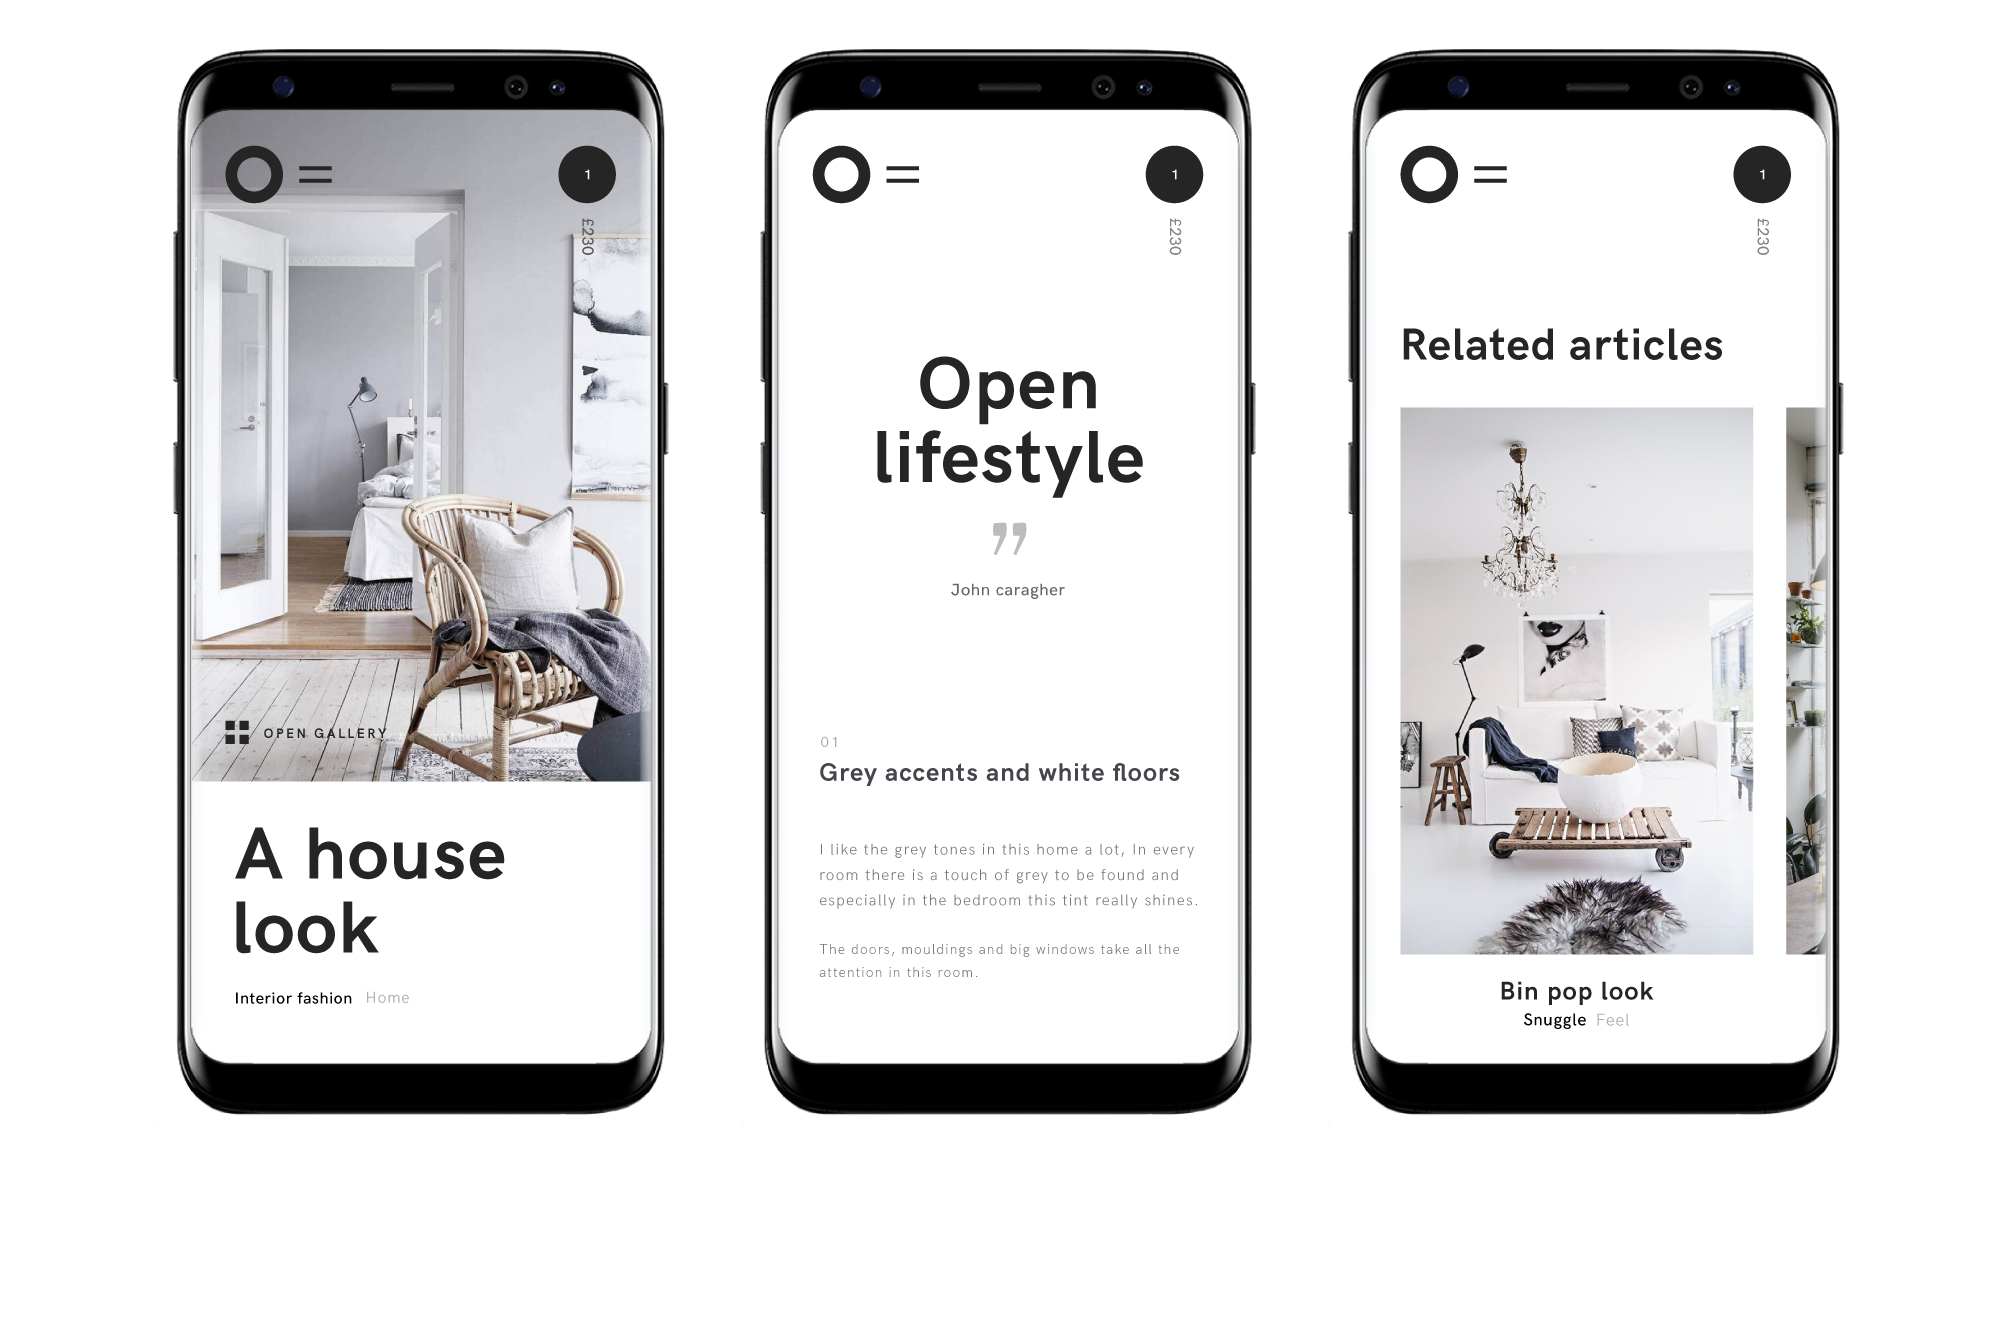 1
£230
OPEN GALLERY
A house
look
Interior fashion Home
1
£230
Open
lifestyle
”
John caragher
01
Grey accents and white floors
I like the grey tones in this home a lot, In every
room there is a touch of grey to be found and
especially in the bedroom this tint really shines.
The doors, mouldings and big windows take all the
attention in this room.
1
£230
Related articles
Bin pop look
Snuggle Feel